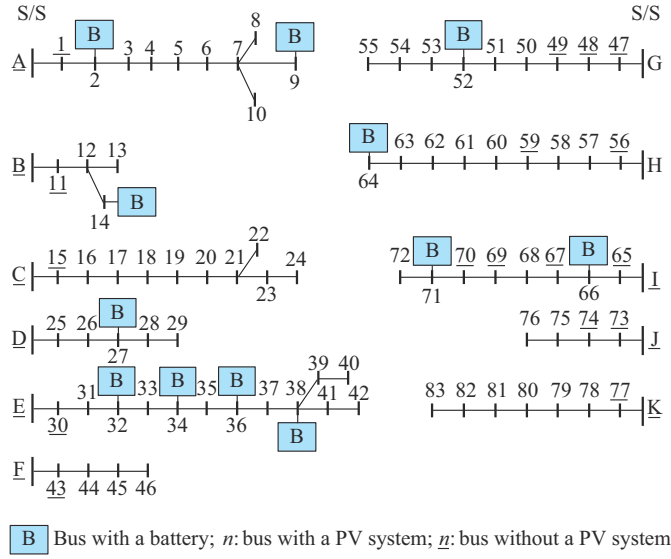 S/S S/S
8
B B B
1 3 4 5 6 7 55 54 53 51 50 49 48 47
A G
2 9 52
10
B
12 13 63 62 61 60 59 58 57 56
B H
11 64
14 B
22
B B
15 16 17 18 19 20 21 24 72 70 69 68 67 65
C I
23 71 66
B
25 26 28 29 76 75 74 73
D J
27
39 40
B B B
31 33 35 37 38 41 42 83 82 81 80 79 78 77
E K
30 32 34 36
B
F
43 44 45 46
B Bus with a battery; n: bus with a PV system; n: bus without a PV system